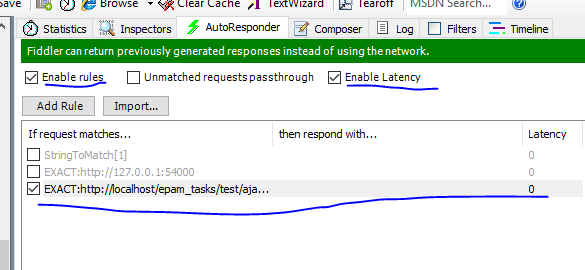 Save Browse Clear Cache TextWizard Tearoff MSDN Search...
Statistics Inspectors AutoResponder Composer Log Filters Timeline
Fiddler can return previously generated responses instead of using the network.
Enable rules Unmatched requests passthrough Enable Latency
Add Rule Import...
If request matches... then respond with... Latency
StringToMatch[1] 0
EXACT:http://127.0.0.1:54000 0
EXACT:http://localhost/epam_tasks/test/aja... 0